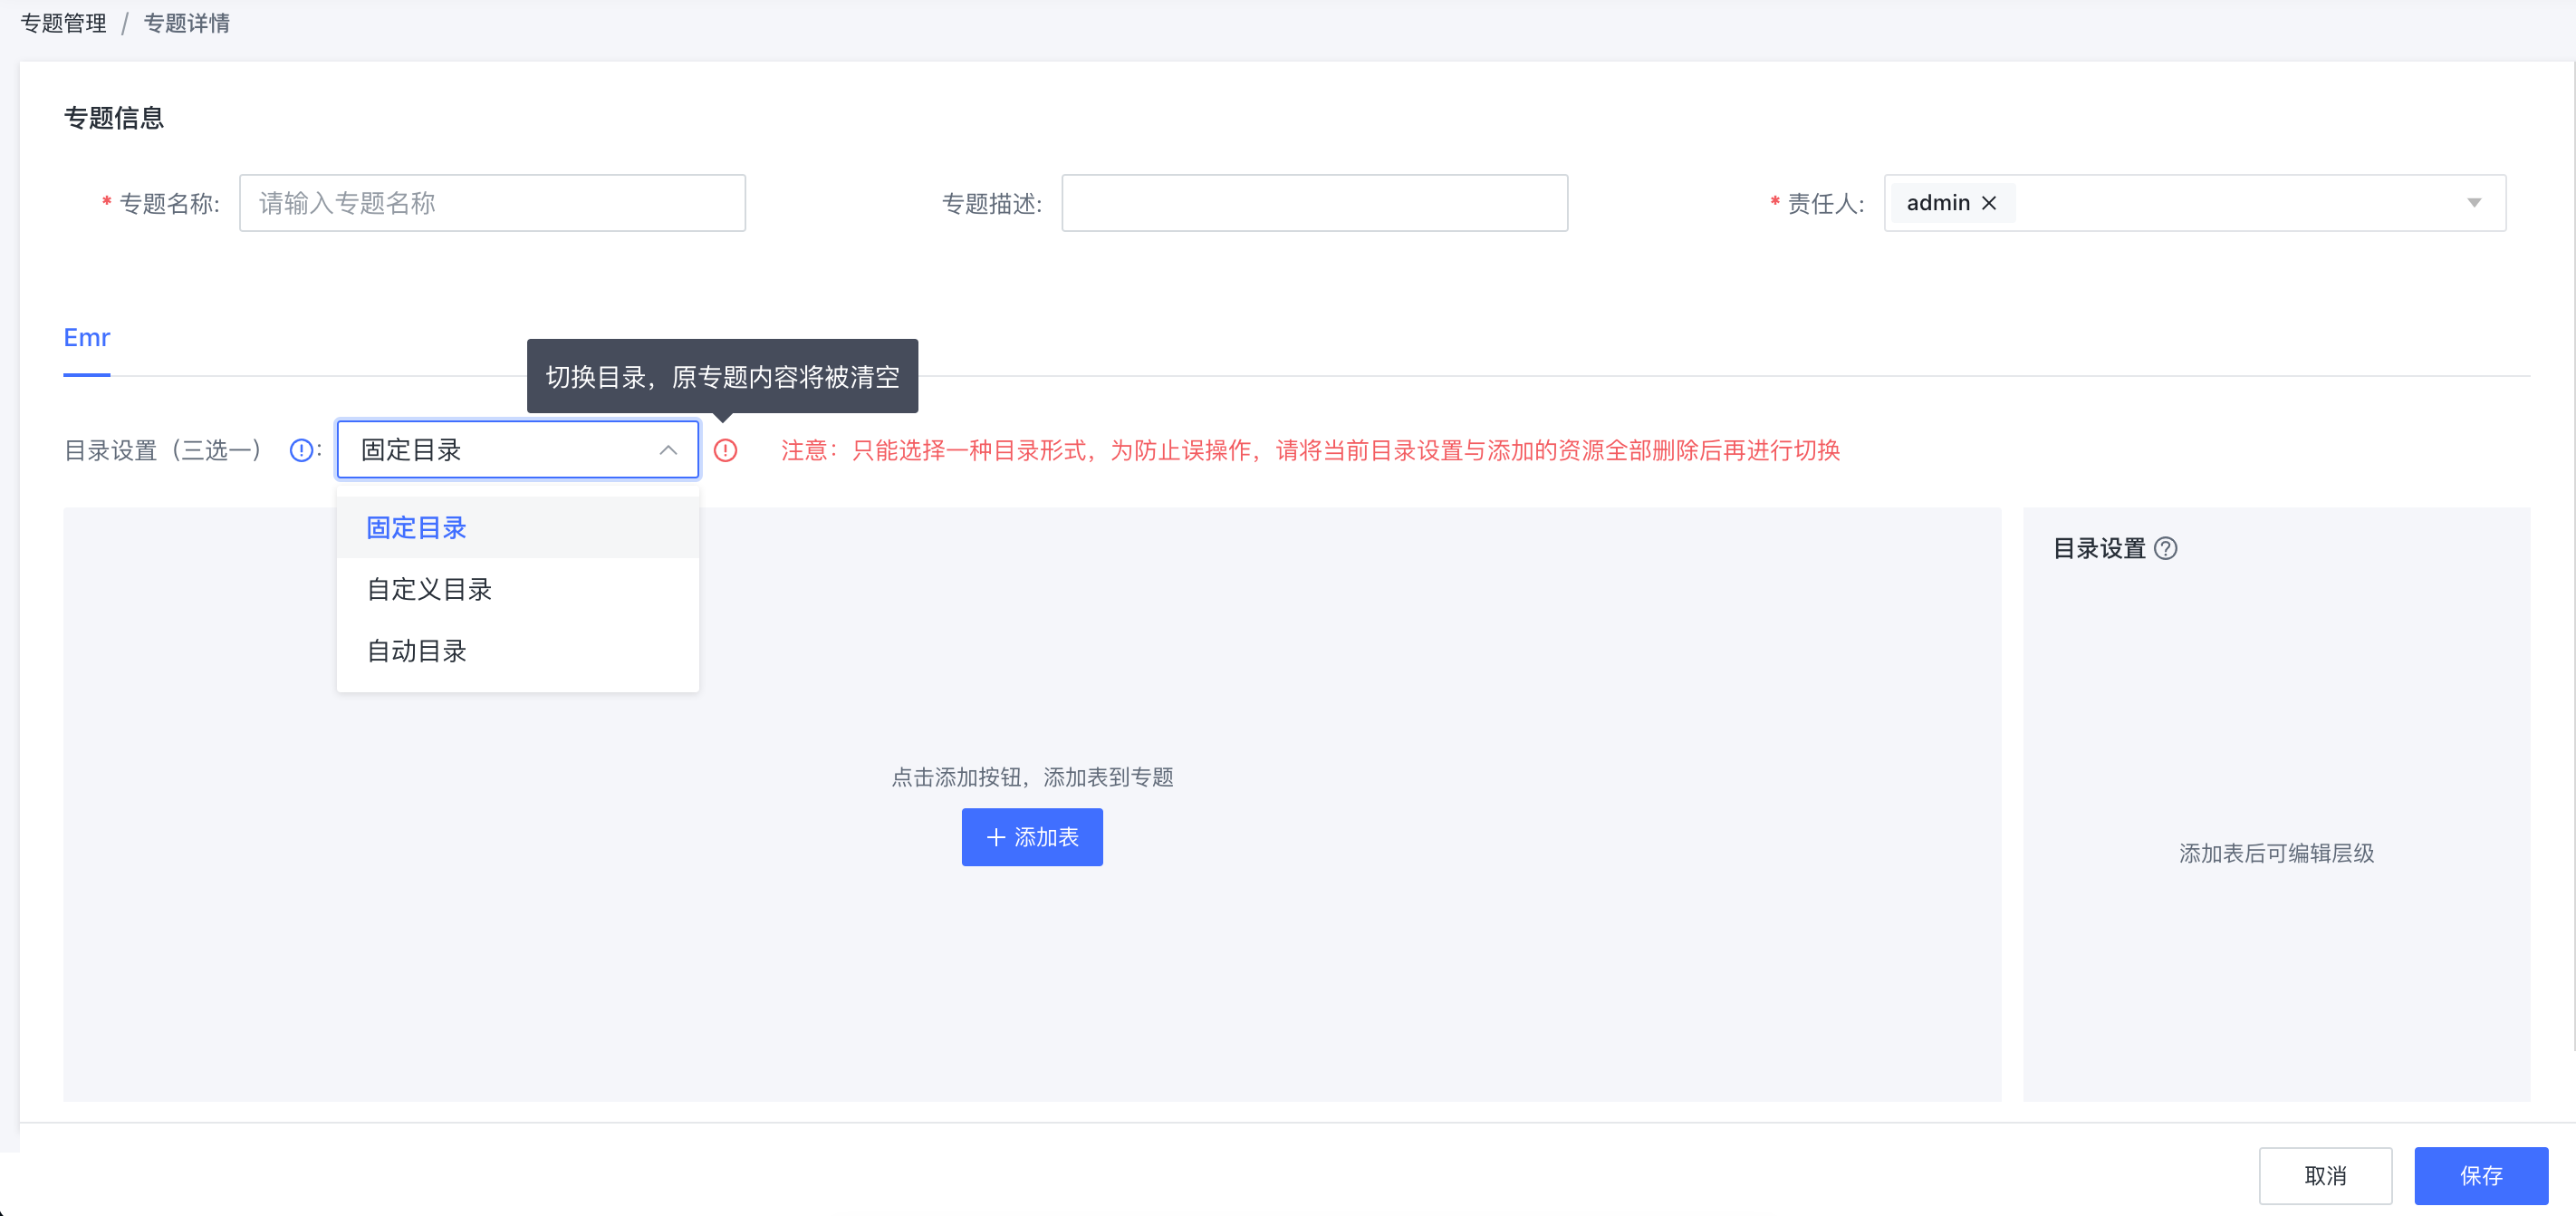 专题管理 / 专题详情
专题信息
* 专题名称: 请输入专题名称
专题描述:
* 责任人: admin
Emr
切换目录，原专题内容将被清空
目录设置（三选一） : 固定目录
注意：只能选择一种目录形式，为防止误操作，请将当前目录设置与添加的资源全部删除后再进行切换
固定目录
自定义目录
自动目录
点击添加按钮，添加表到专题
添加表
目录设置
添加表后可编辑层级
取消
保存